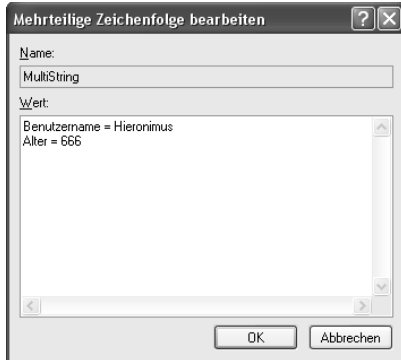 Mehrteilige Zeichenfolge bearbeiten
Name:
MultiString
Wert:
Benutzername = Hieronimus
Alter = 666
OK
Abbrechen